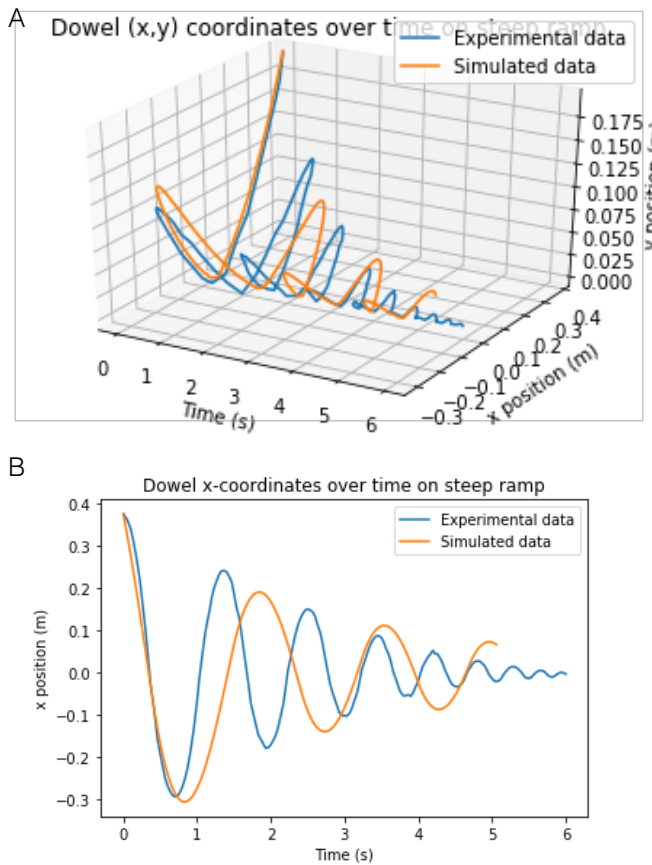 A
Dowel (x,y) coordinates over time on steep ramp
Experimental data
Simulated data
0.175
0.150
0.125
0.100
0.075
0.050
0.025
0.000
y position (m)
0.4
0.3
0.2
0.1
0.0
−0.1
−0.2
−0.3
x position (m)
0 1 2 3 4 5 6
Time (s)
B
Dowel x-coordinates over time on steep ramp
Experimental data
Simulated data
0.4
0.3
0.2
0.1
0.0
−0.1
−0.2
−0.3
x position (m)
0 1 2 3 4 5 6
Time (s)